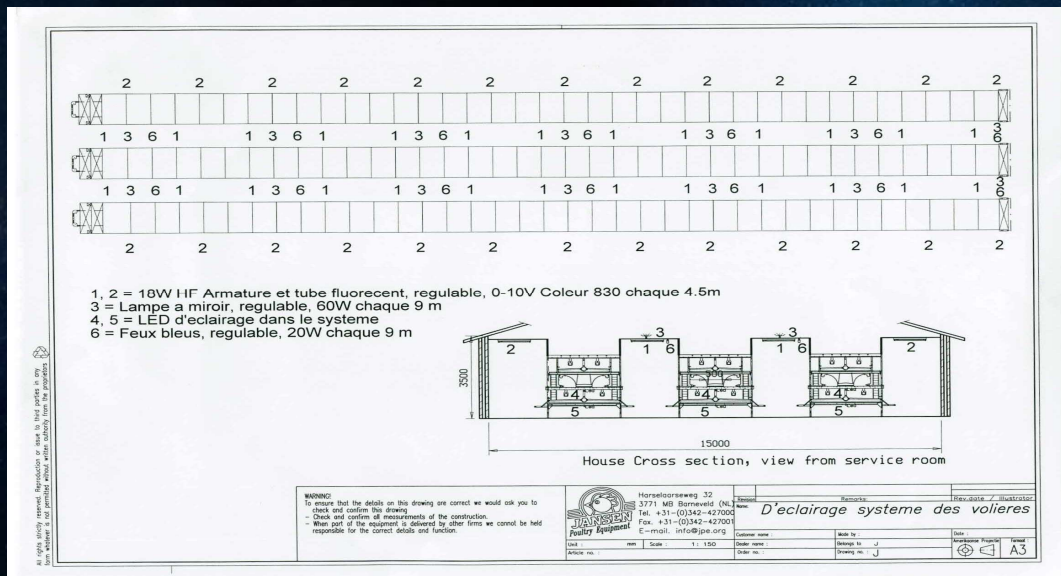 2 2 2 2 2 2 2 2 2 2 2 2 2
1 3 6 1 1 3 6 1 1 3 6 1 1 3 6 1 1 3 6 1 1 3 6 1 1 3
6
1 3 6 1 1 3 6 1 1 3 6 1 1 3 6 1 1 3 6 1 1 3 6 1 1 3
6
2 2 2 2 2 2 2 2 2 2 2 2 2
1, 2 = 18W HF Armature et tube fluorecent, regulable, 0-10V Coleur 830 chaque 4.5m
3 = Lampe a miroir, regulable, 60W chaque 9 m
4, 5 = LED d'eclairage dans le systeme
6 = Feux bleus, regulable, 20W chaque 9 m
3 3
2 1 6 1 6 2
3500
4 4 4
5 5 5
15000
House Cross section, view from service room
All rights strictly reserved. Reproduction or issue to third parties in any
form whatever is not permitted without written authority from the proprietors
WARNING!
To ensure that the details on this drawing are correct we would ask you to
check and confirm this drawing
- Check and confirm all measurements of the construction.
- When part of the equipment is delivered by other firms we cannot be held
responsible for the correct details and function.
JANSEN
Poultry Equipment
Harselaarseweg 32
3771 MB Barneveld (NL)
Tel. +31-(0)342-427000
Fax. +31-(0)342-427001
E-mail. info@jpe.org
Unit : mm Scale : 1: 150
Article no. :
Revision Remarks Rev.date / Illustrator
Name: D'eclairage systeme des volieres
Customer name : Made by : Date :
Dealer name : Belongs to J Amerikaanse Projectie Formaat
Order no. : Drawing no. : J A3